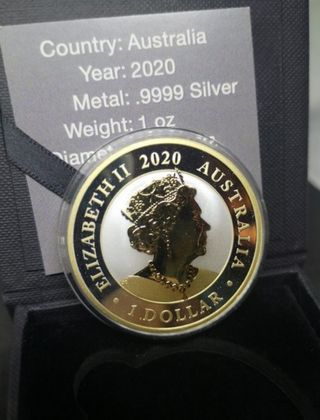 Country: Australia
Year: 2020
Metal: .9999 Silver
Weight: 1 oz
ELIZABETH II 2020 AUSTRALIA
· 1 DOLLAR ·